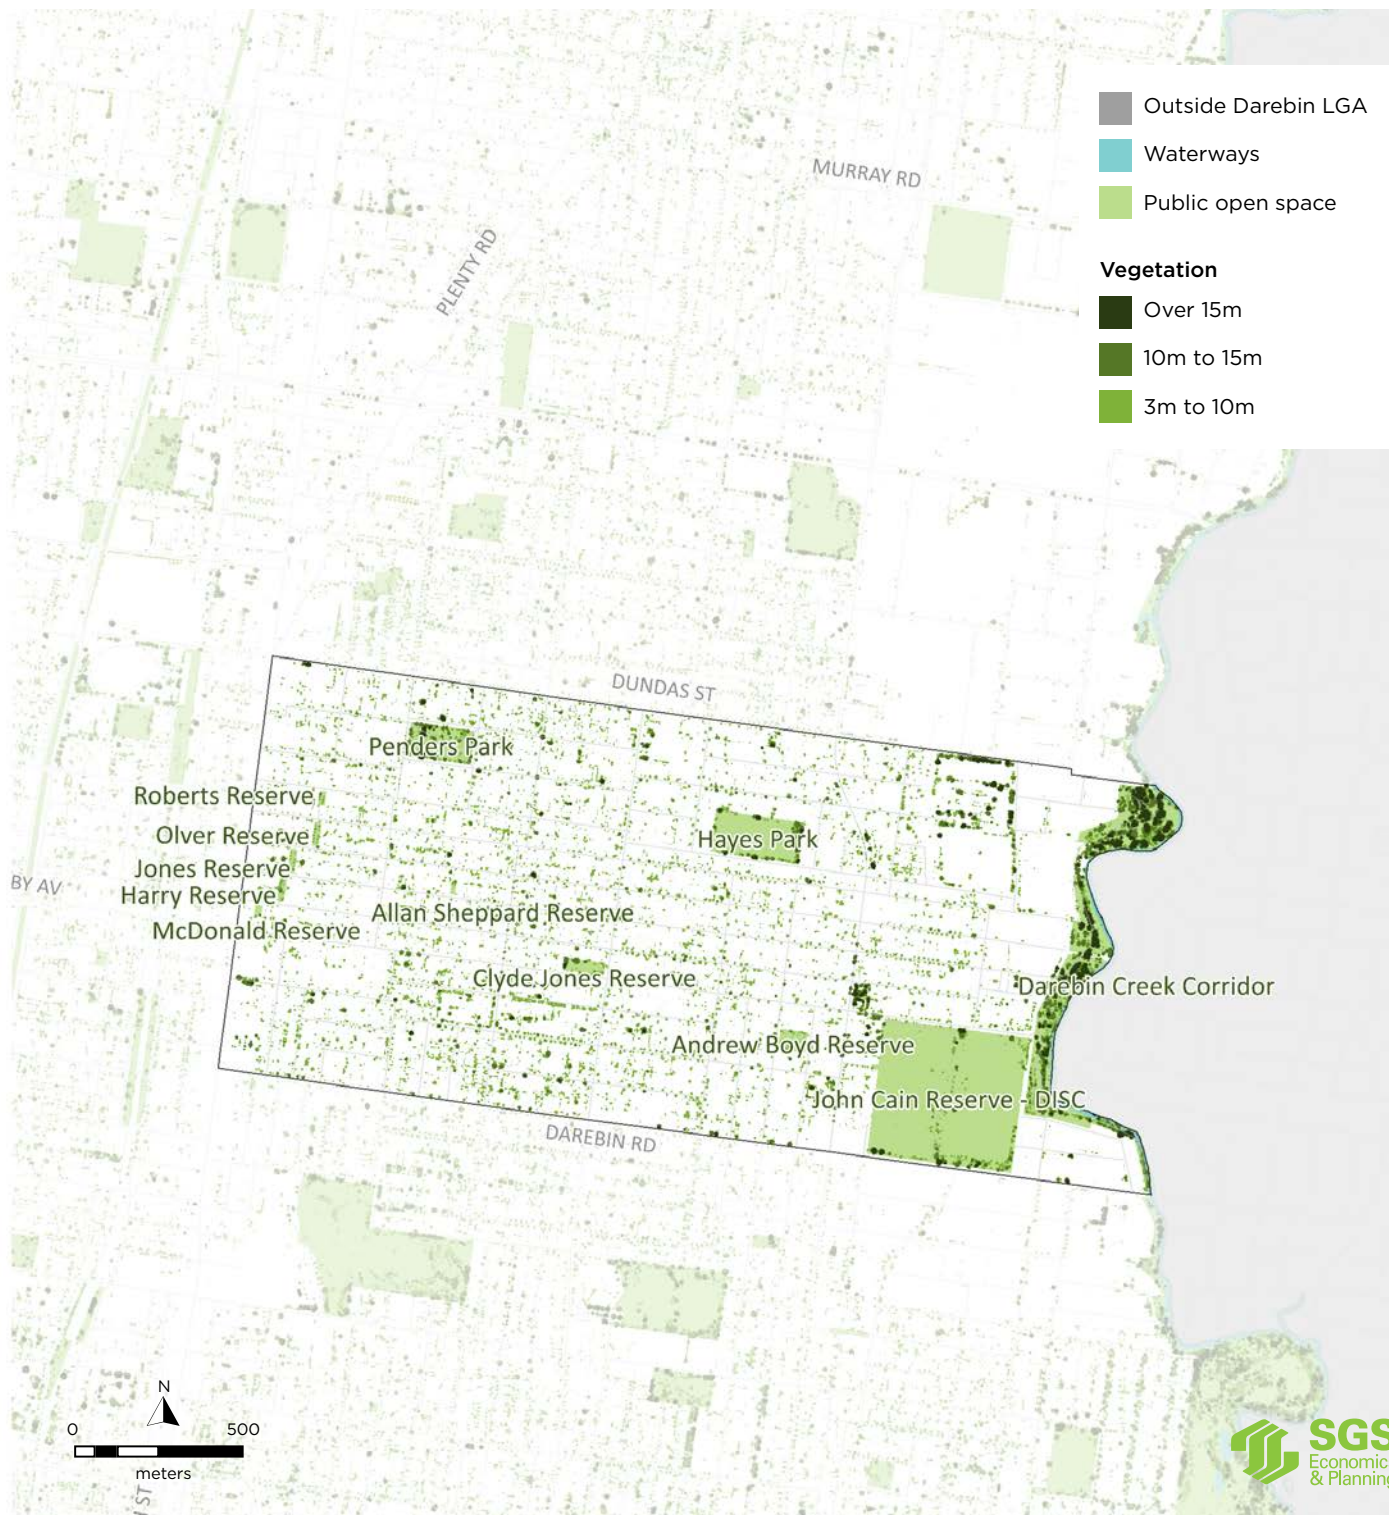 Outside Darebin LGA
Waterways
Public open space
Vegetation
Over 15m
10m to 15m
3m to 10m
MURRAY RD
PLENTY RD
DUNDAS ST
Penders Park
Roberts Reserve
Olver Reserve
Hayes Park
Jones Reserve
BY AV
Harry Reserve
Allan Sheppard Reserve
McDonald Reserve
Clyde Jones Reserve
Darebin Creek Corridor
Andrew Boyd Reserve
John Cain Reserve - DISC
DAREBIN RD
N
0 500
meters
ST
SGS
Economics
& Planning